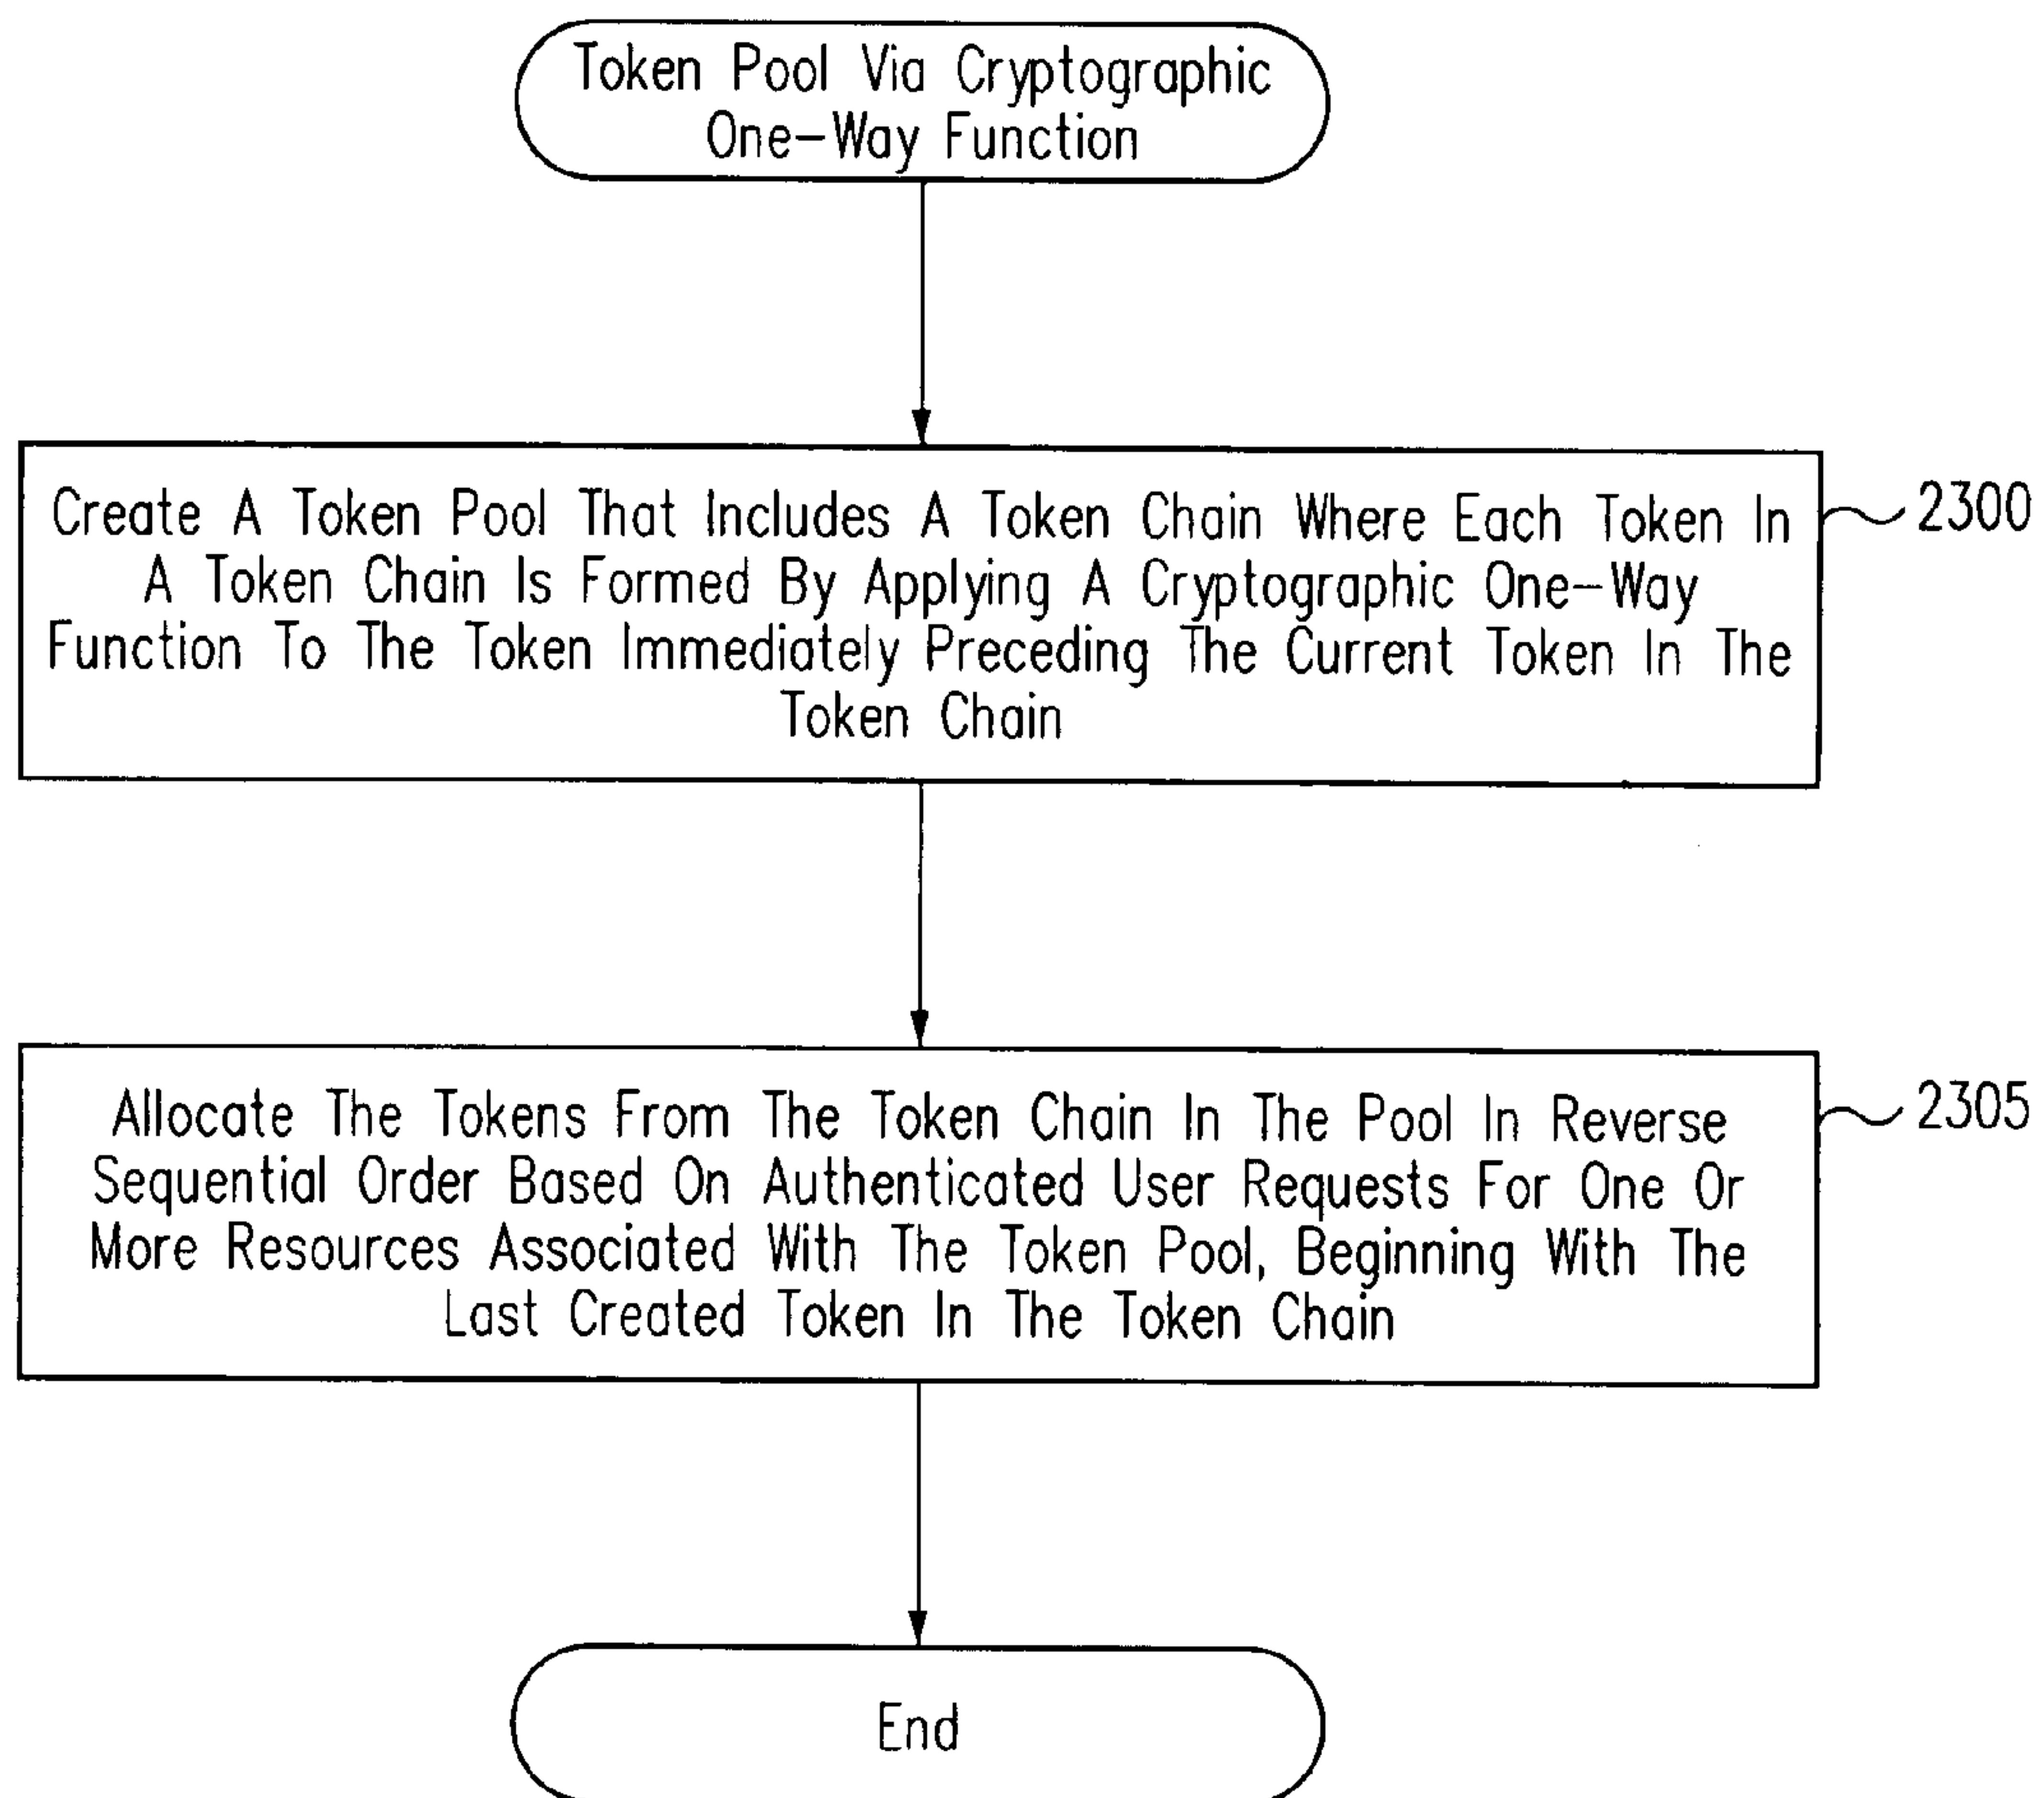 Token Pool Via Cryptographic
One-Way Function
Create A Token Pool That Includes A Token Chain Where Each Token In
A Token Chain Is Formed By Applying A Cryptographic One-Way
Function To The Token Immediately Preceding The Current Token In The
Token Chain
2300
Allocate The Tokens From The Token Chain In The Pool In Reverse
Sequential Order Based On Authenticated User Requests For One Or
More Resources Associated With The Token Pool, Beginning With The
Last Created Token In The Token Chain
2305
End